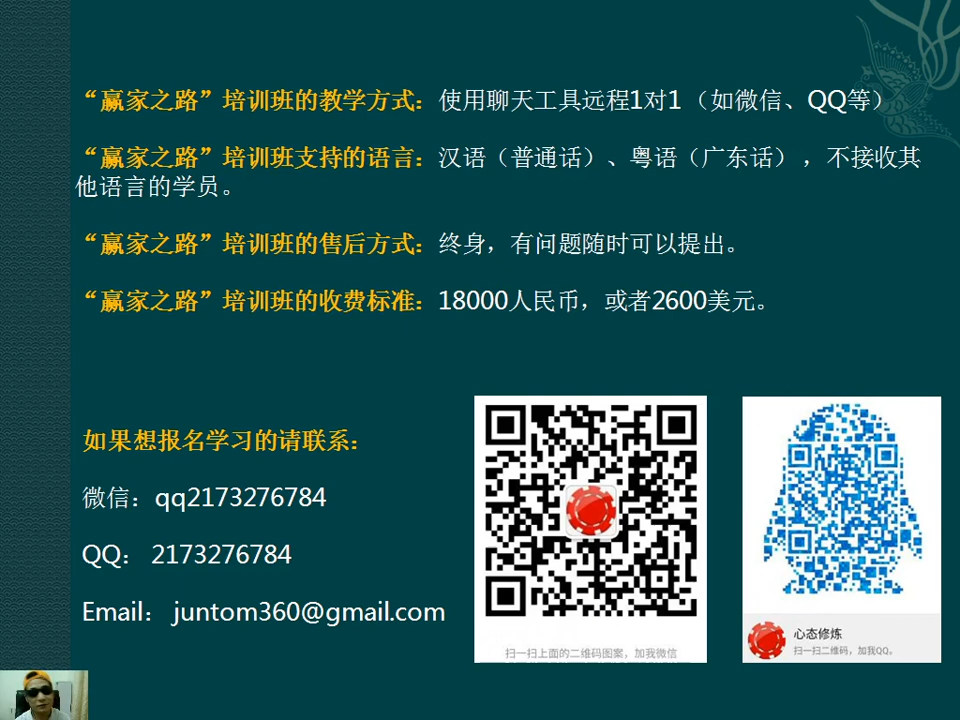 “赢家之路”培训班的教学方式：使用聊天工具远程1对1（如微信、QQ等）
“赢家之路”培训班支持的语言：汉语（普通话）、粤语（广东话），不接收其
他语言的学员。
“赢家之路”培训班的售后方式：终身，有问题随时可以提出。
“赢家之路”培训班的收费标准：18000人民币，或者2600美元。
如果想报名学习的请联系：
微信：qq2173276784
QQ： 2173276784
Email： juntom360@gmail.com
扫一扫上面的二维码图案，加我微信
心态修炼
扫一扫二维码，加我QQ。